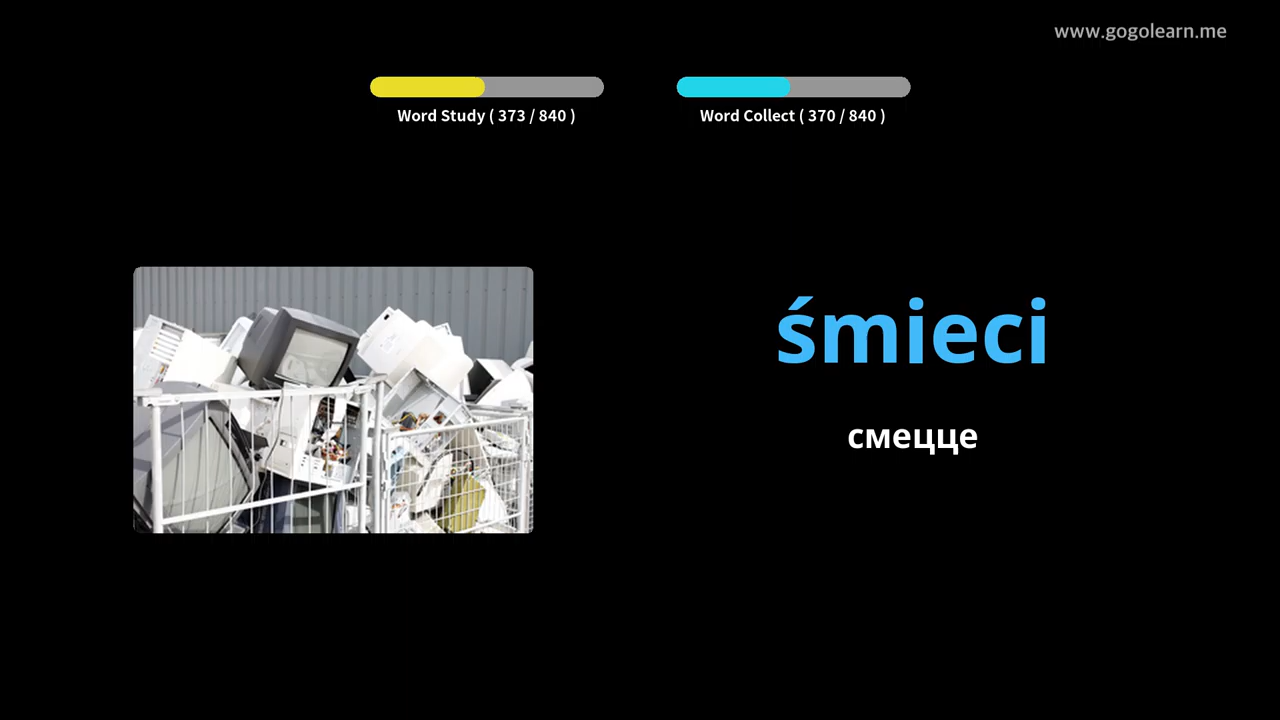 www.gogolearn.me
Word Study ( 373 / 840 )
Word Collect ( 370 / 840 )
śmieci
смецце